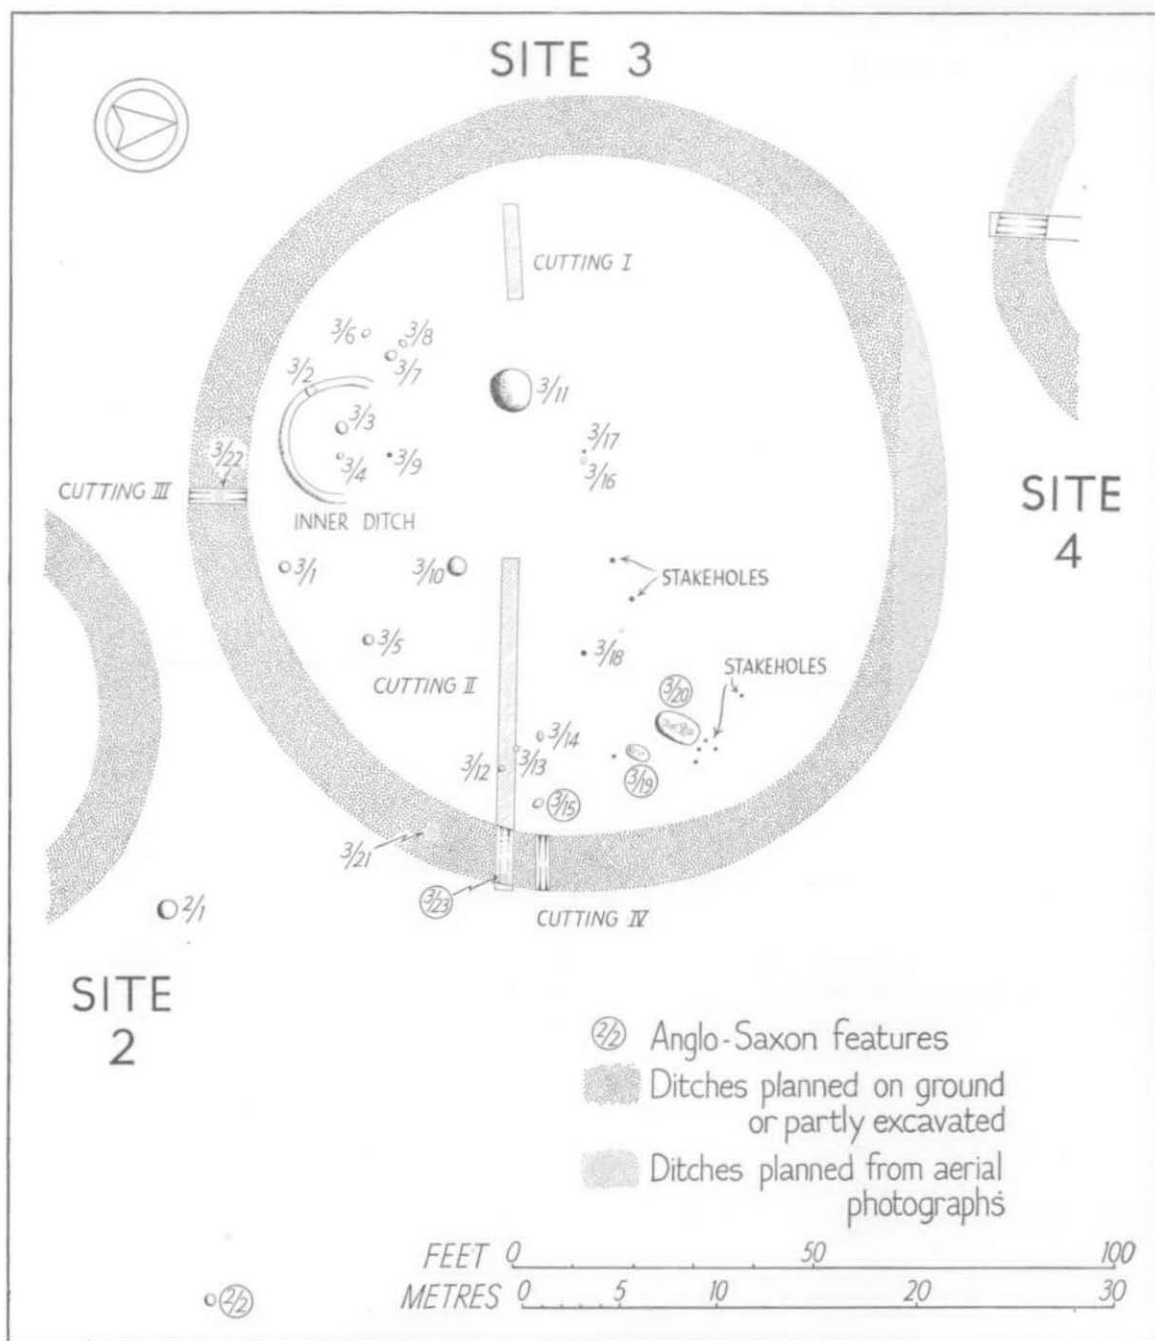 SITE 3
CUTTING I
3/6
3/8
3/7
3/2
3/11
3/3
3/17
3/22
3/4
3/9
3/16
CUTTING III
SITE
4
INNER DITCH
3/1
3/10
STAKEHOLES
3/5
3/18
STAKEHOLES
CUTTING II
3/20
3/14
3/12
3/13
3/19
3/15
3/21
3/23
CUTTING IV
2/1
SITE
2
2/2 Anglo-Saxon features
Ditches planned on ground
or partly excavated
Ditches planned from aerial
photographs
FEET 0 50 100
METRES 0 5 10 20 30
2/2